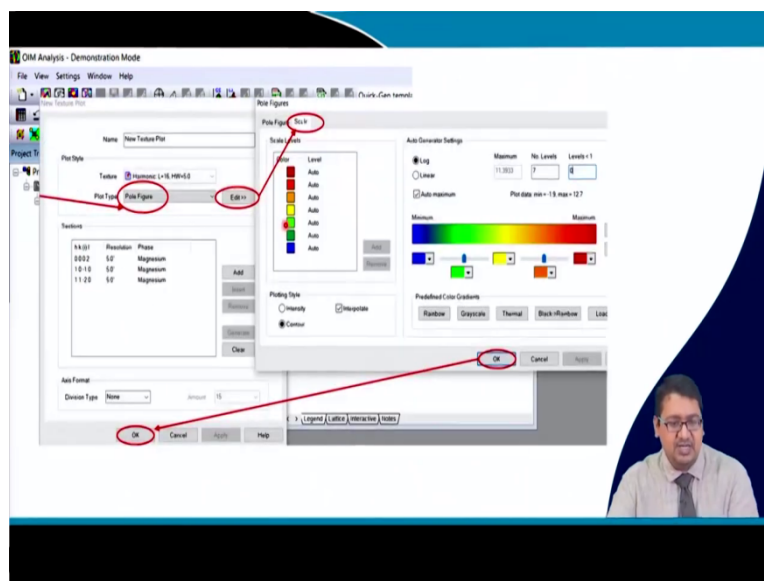 OIM Analysis - Demonstration Mode
File View Settings Window Help
Quick-Gen templ
New Texture Plot
Name New Texture Plot
Plot Style
Texture Harmonic: L=16, HW=5.0
Plot Type Pole Figure Edit >>
Sections
h k (i) l Resolution Phase
0 0 0 2 5.0° Magnesium
1 0 -1 0 5.0° Magnesium
1 1 -2 0 5.0° Magnesium
Add
Insert
Remove
Generate
Clear
Axis Format
Division Type None Amount 15
OK Cancel Apply Help
Project Tr
Pole Figures
Pole Figur Scale
Scale Levels
Color Level
Auto
Auto
Auto
Auto
Auto
Auto
Auto
Add
Remove
Plotting Style
Intensity Interpolate
Contour
Auto Generator Settings
Log
Linear
Maximum No. Levels Levels < 1
7
Auto maximum Plot data: min = -1.9, max = 12.7
Minimum Maximum
Predefined Color Gradients
Rainbow Grayscale Thermal Black->Rainbow Loa
OK Cancel Apply
Legend Lattice Interactive Notes